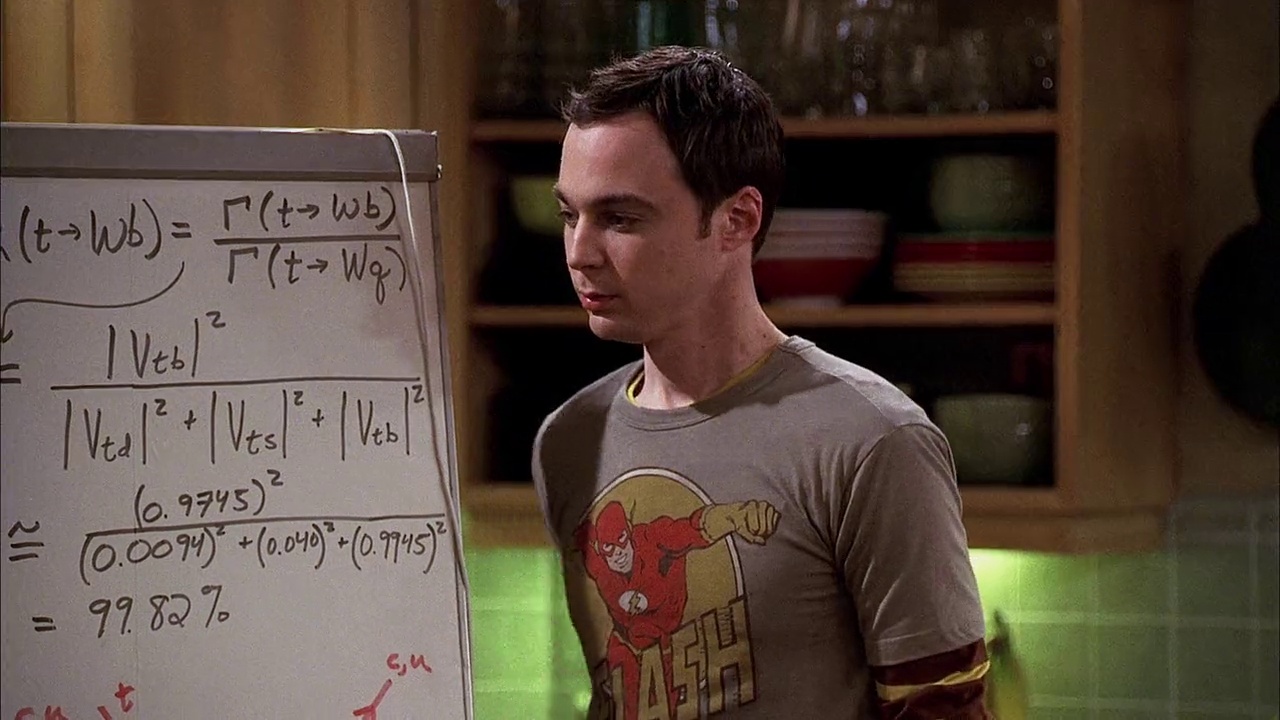 (t→Wb) = Γ(t→Wb)
Γ(t→Wq)
= |Vtb|²
|Vtd|² + |Vts|² + |Vtb|²
≅ (0.9745)²
(0.0094)² + (0.040)² + (0.9945)²
= 99.82%
c,u
t
FLASH